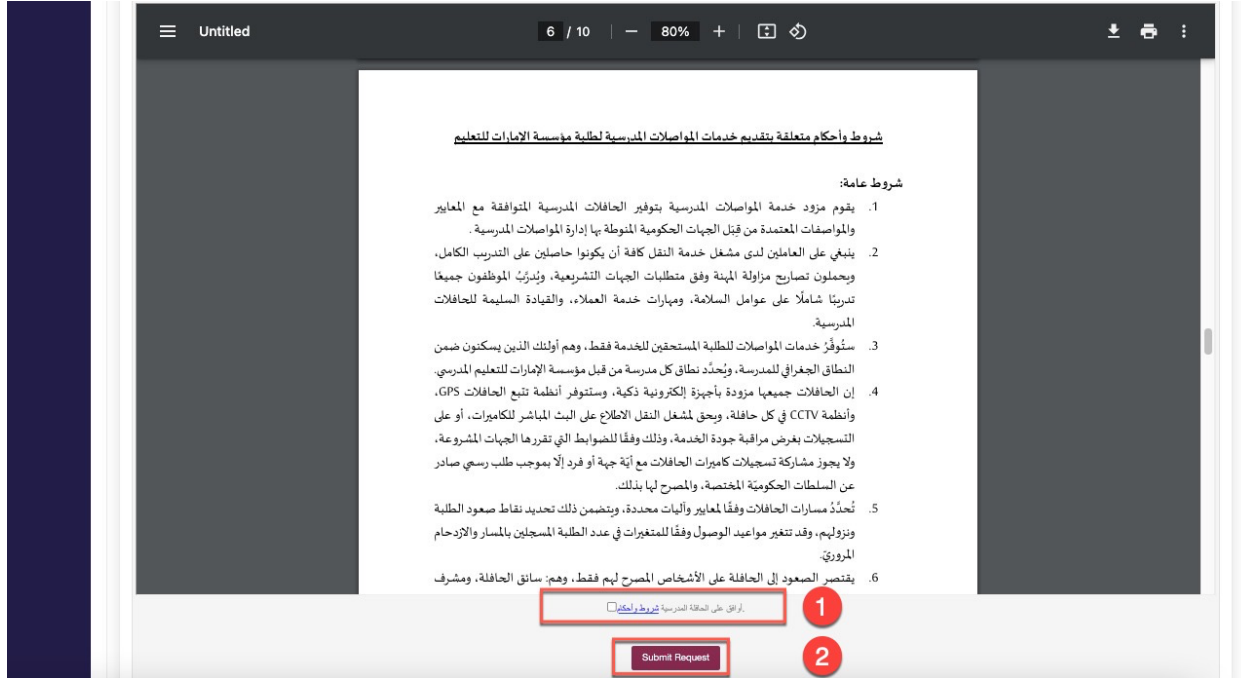 Untitled
6 / 10
80%
شروط وأحكام متعلقة بتقديم خدمات المواصلات المدرسية لطلبة مؤسسة الإمارات للتعليم
شروط عامة:
1. يقوم مزود خدمة المواصلات المدرسية بتوفير الحافلات المدرسية المتوافقة مع المعايير
والمواصفات المعتمدة من قِبَل الجهات الحكومية المنوطة بها إدارة المواصلات المدرسية .
2. ينبغي على العاملين لدى مشغل خدمة النقل كافة أن يكونوا حاصلين على التدريب الكامل،
ويحملون تصاريح مزاولة المهنة وفق متطلبات الجهات التشريعية، ويُدرَّبُ الموظفون جميعًا
تدريبًا شاملًا على عوامل السلامة، ومهارات خدمة العملاء، والقيادة السليمة للحافلات
المدرسية.
3. ستُوفَّرُ خدمات المواصلات للطلبة المستحقين للخدمة فقط، وهم أولئك الذين يسكنون ضمن
النطاق الجغرافي للمدرسة، ويُحدَّد نطاق كل مدرسة من قبل مؤسسة الإمارات للتعليم المدرسي.
4. إن الحافلات جميعها مزودة بأجهزة إلكترونية ذكية، وستتوفر أنظمة تتبع الحافلات GPS،
وأنظمة CCTV في كل حافلة، ويحق لمشغل النقل الاطلاع على البث المباشر للكاميرات، أو على
التسجيلات بغرض مراقبة جودة الخدمة، وذلك وفقًا للضوابط التي تقررها الجهات المشروعة،
ولا يجوز مشاركة تسجيلات كاميرات الحافلات مع أيّة جهة أو فرد إلّا بموجب طلب رسمي صادر
عن السلطات الحكوميّة المختصة، والمصرح لها بذلك.
5. تُحدَّدُ مسارات الحافلات وفقًا لمعايير وآليات محددة، ويتضمن ذلك تحديد نقاط صعود الطلبة
ونزولهم، وقد تتغير مواعيد الوصول وفقًا للمتغيرات في عدد الطلبة المسجلين بالمسار والازدحام
المروريّ.
6. يقتصر الصعود إلى الحافلة على الأشخاص المصرح لهم فقط، وهم: سائق الحافلة، ومشرف
أوافق على الحافلة المدرسية شروط وأحكام.
1
Submit Request
2